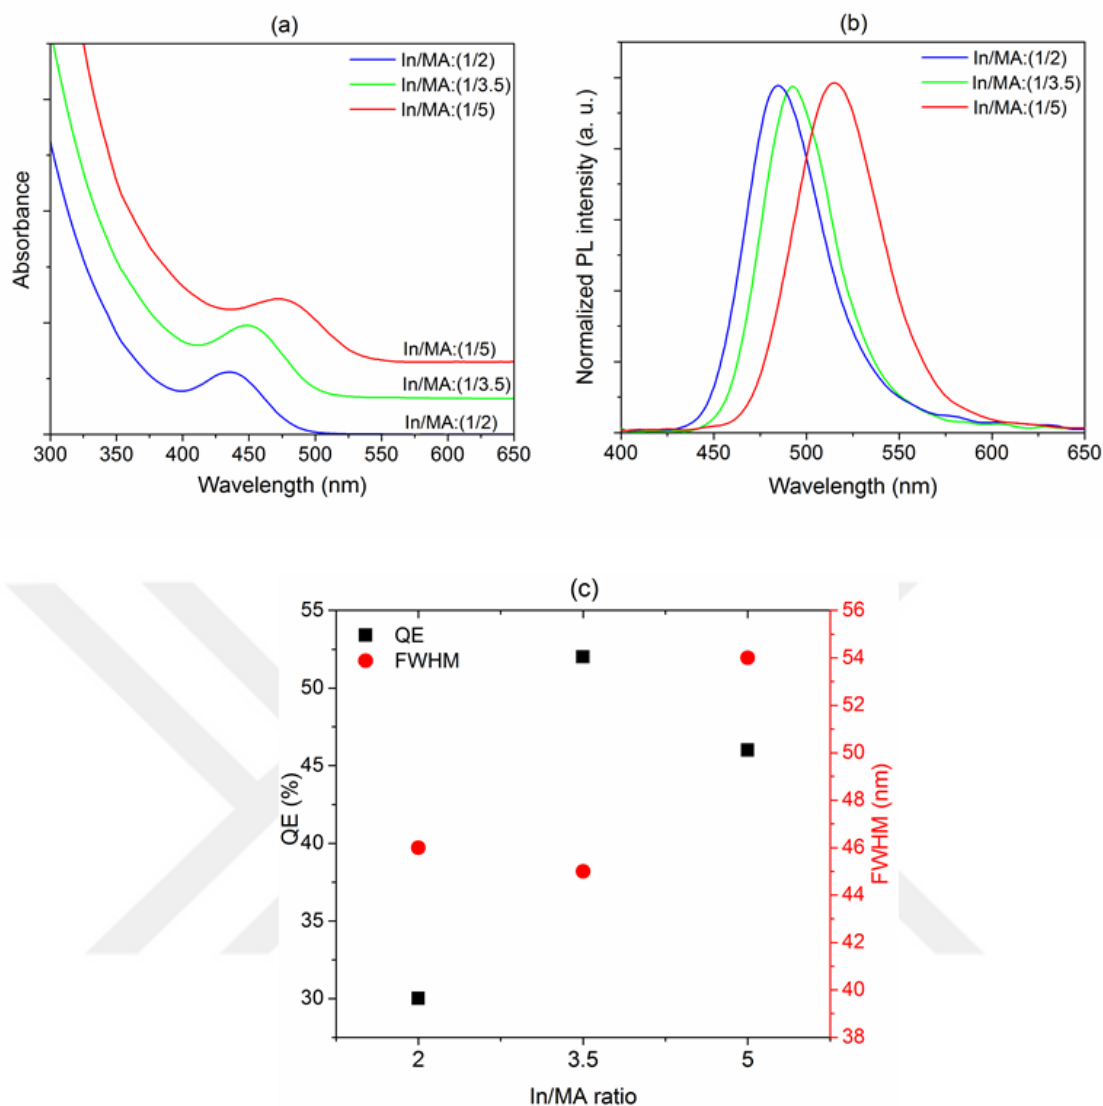 (a)
In/MA:(1/2)
In/MA:(1/3.5)
In/MA:(1/5)
Absorbance
In/MA:(1/5)
In/MA:(1/3.5)
In/MA:(1/2)
300 350 400 450 500 550 600 650
Wavelength (nm)
(b)
In/MA:(1/2)
In/MA:(1/3.5)
In/MA:(1/5)
Normalized PL intensity (a. u.)
400 450 500 550 600 650
Wavelength (nm)
(c)
QE
FWHM
55
50
45
40
35
30
QE (%)
56
54
52
50
48
46
44
42
40
38
FWHM (nm)
2 3.5 5
In/MA ratio